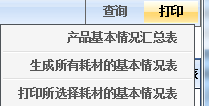 查询 打印
产品基本情况汇总表
生成所有耗材的基本情况表
打印所选择耗材的基本情况表